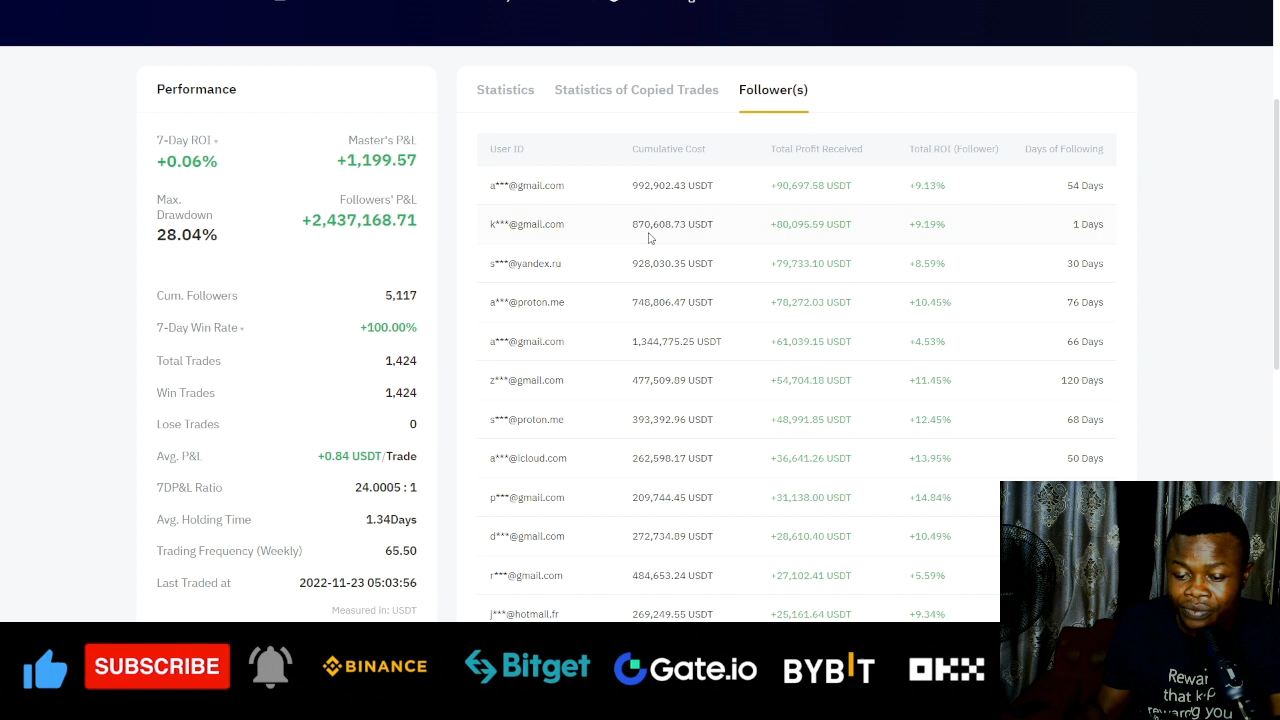 Performance
7-Day ROI
Master's P&L
+0.06%
+1,199.57
Max.
Drawdown
Followers' P&L
28.04%
+2,437,168.71
Cum. Followers 5,117
7-Day Win Rate +100.00%
Total Trades 1,424
Win Trades 1,424
Lose Trades 0
Avg. P&L +0.84 USDT/Trade
7DP&L Ratio 24.0005 : 1
Avg. Holding Time 1.34Days
Trading Frequency (Weekly) 65.50
Last Traded at 2022-11-23 05:03:56
Measured in: USDT
Statistics Statistics of Copied Trades Follower(s)
User ID Cumulative Cost Total Profit Received Total ROI (Follower) Days of Following
a***@gmail.com 992,902.43 USDT +90,697.58 USDT +9.13% 54 Days
k***@gmail.com 870,608.73 USDT +80,095.59 USDT +9.19% 1 Days
s***@yandex.ru 928,030.35 USDT +79,733.10 USDT +8.59% 30 Days
a***@proton.me 748,806.47 USDT +78,272.03 USDT +10.45% 76 Days
a***@gmail.com 1,344,775.25 USDT +61,039.15 USDT +4.53% 66 Days
z***@gmail.com 477,509.89 USDT +54,704.18 USDT +11.45% 120 Days
s***@proton.me 393,392.96 USDT +48,991.85 USDT +12.45% 68 Days
a***@icloud.com 262,598.17 USDT +36,641.26 USDT +13.95% 50 Days
p***@gmail.com 209,744.45 USDT +31,138.00 USDT +14.84%
d***@gmail.com 272,734.89 USDT +28,610.40 USDT +10.49%
r***@gmail.com 484,653.24 USDT +27,102.41 USDT +5.59%
j***@hotmail.fr 269,249.55 USDT +25,161.64 USDT +9.34%
SUBSCRIBE BINANCE Bitget Gate.io BYBIT OKX
that
you